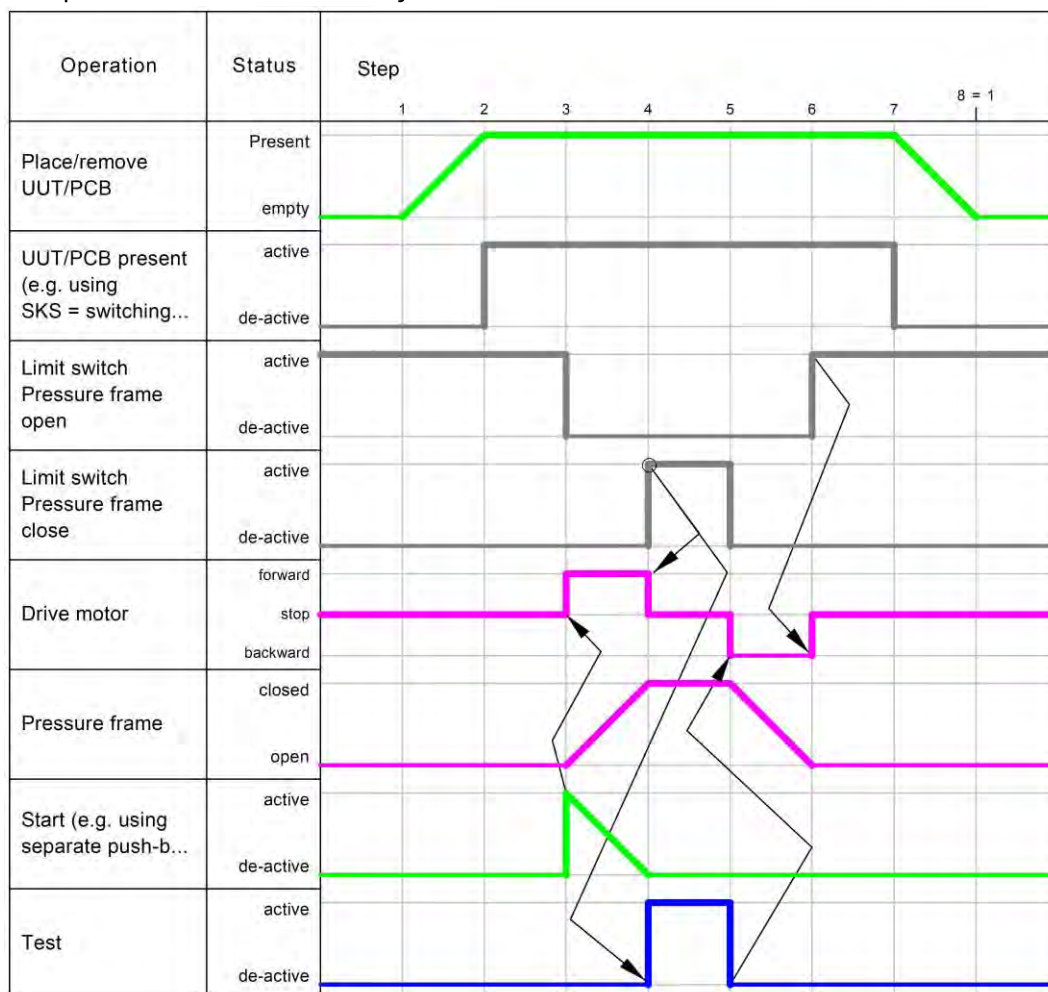 Operation
Status
Step
1 2 3 4 5 6 7 8 = 1
Place/remove
UUT/PCB
Present
empty
UUT/PCB present
(e.g. using
SKS = switching...
active
de-active
Limit switch
Pressure frame
open
active
de-active
Limit switch
Pressure frame
close
active
de-active
Drive motor
forward
stop
backward
Pressure frame
closed
open
Start (e.g. using
separate push-b...
active
de-active
Test
active
de-active